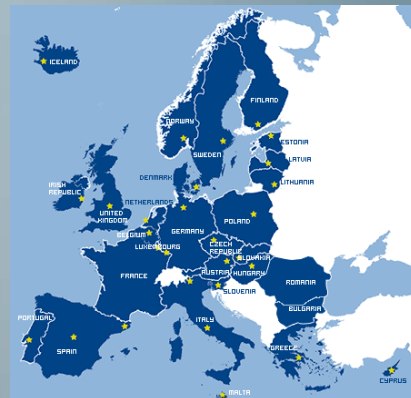 ICELAND
NORWAY
FINLAND
SWEDEN
ESTONIA
LATVIA
LITHUANIA
DENMARK
IRISH
REPUBLIC
UNITED
KINGDOM
NETHERLANDS
BELGIUM
LUXEMBOURG
GERMANY
POLAND
CZECH
REPUBLIC
SLOVAKIA
AUSTRIA
HUNGARY
SLOVENIA
FRANCE
ROMANIA
BULGARIA
ITALY
PORTUGAL
SPAIN
GREECE
MALTA
CYPRUS